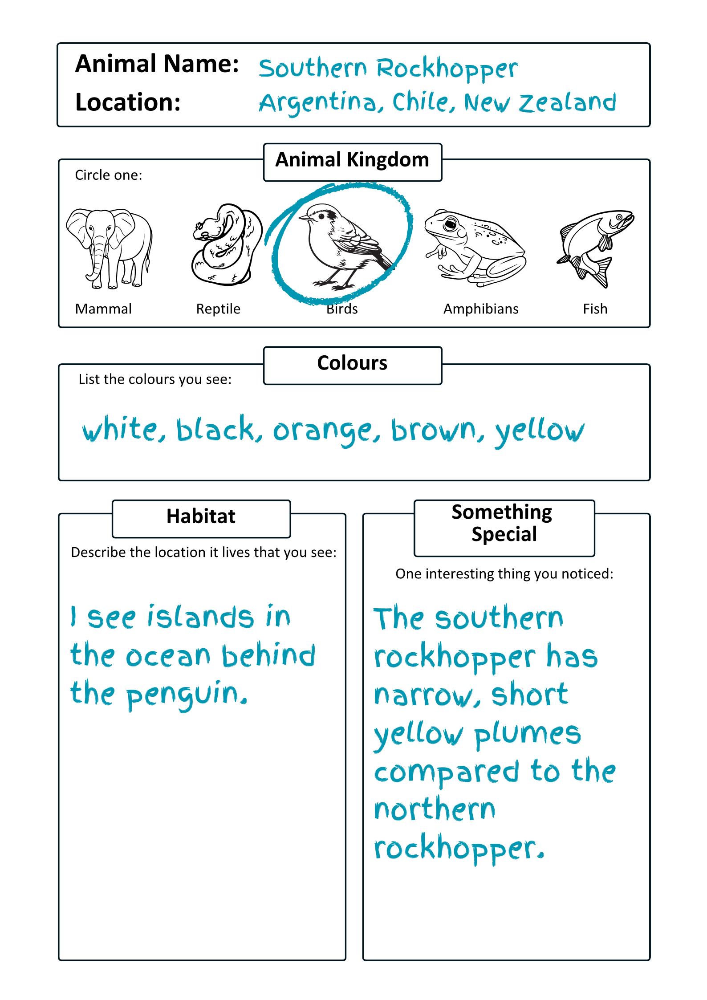 Animal Name: Southern Rockhopper
Location: Argentina, Chile, New Zealand
Animal Kingdom
Circle one:
Mammal Reptile Birds Amphibians Fish
Colours
List the colours you see:
white, black, orange, brown, yellow
Habitat
Describe the location it lives that you see:
I see islands in
the ocean behind
the penguin.
Something
Special
One interesting thing you noticed:
The southern
rockhopper has
narrow, short
yellow plumes
compared to the
northern
rockhopper.